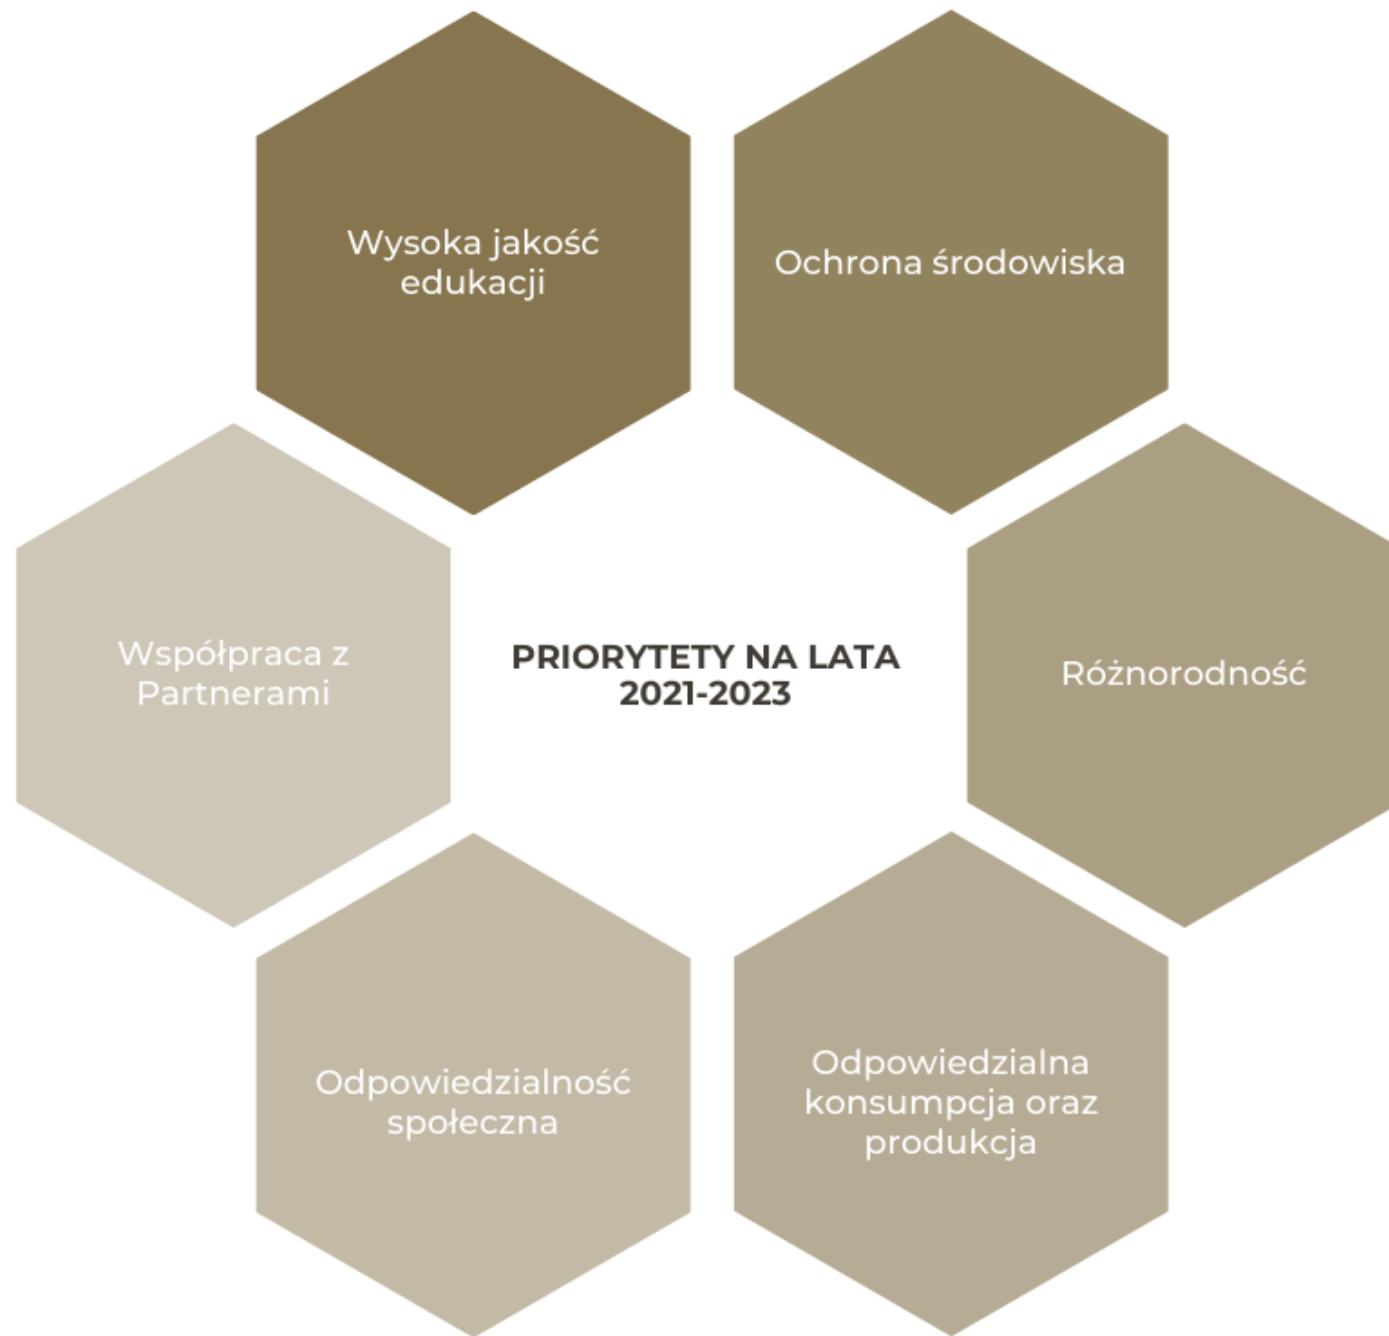 Wysoka jakość
edukacji
Ochrona środowiska
Współpraca z
Partnerami
PRIORYTETY NA LATA
2021-2023
Różnorodność
Odpowiedzialność
społeczna
Odpowiedzialna
konsumpcja oraz
produkcja